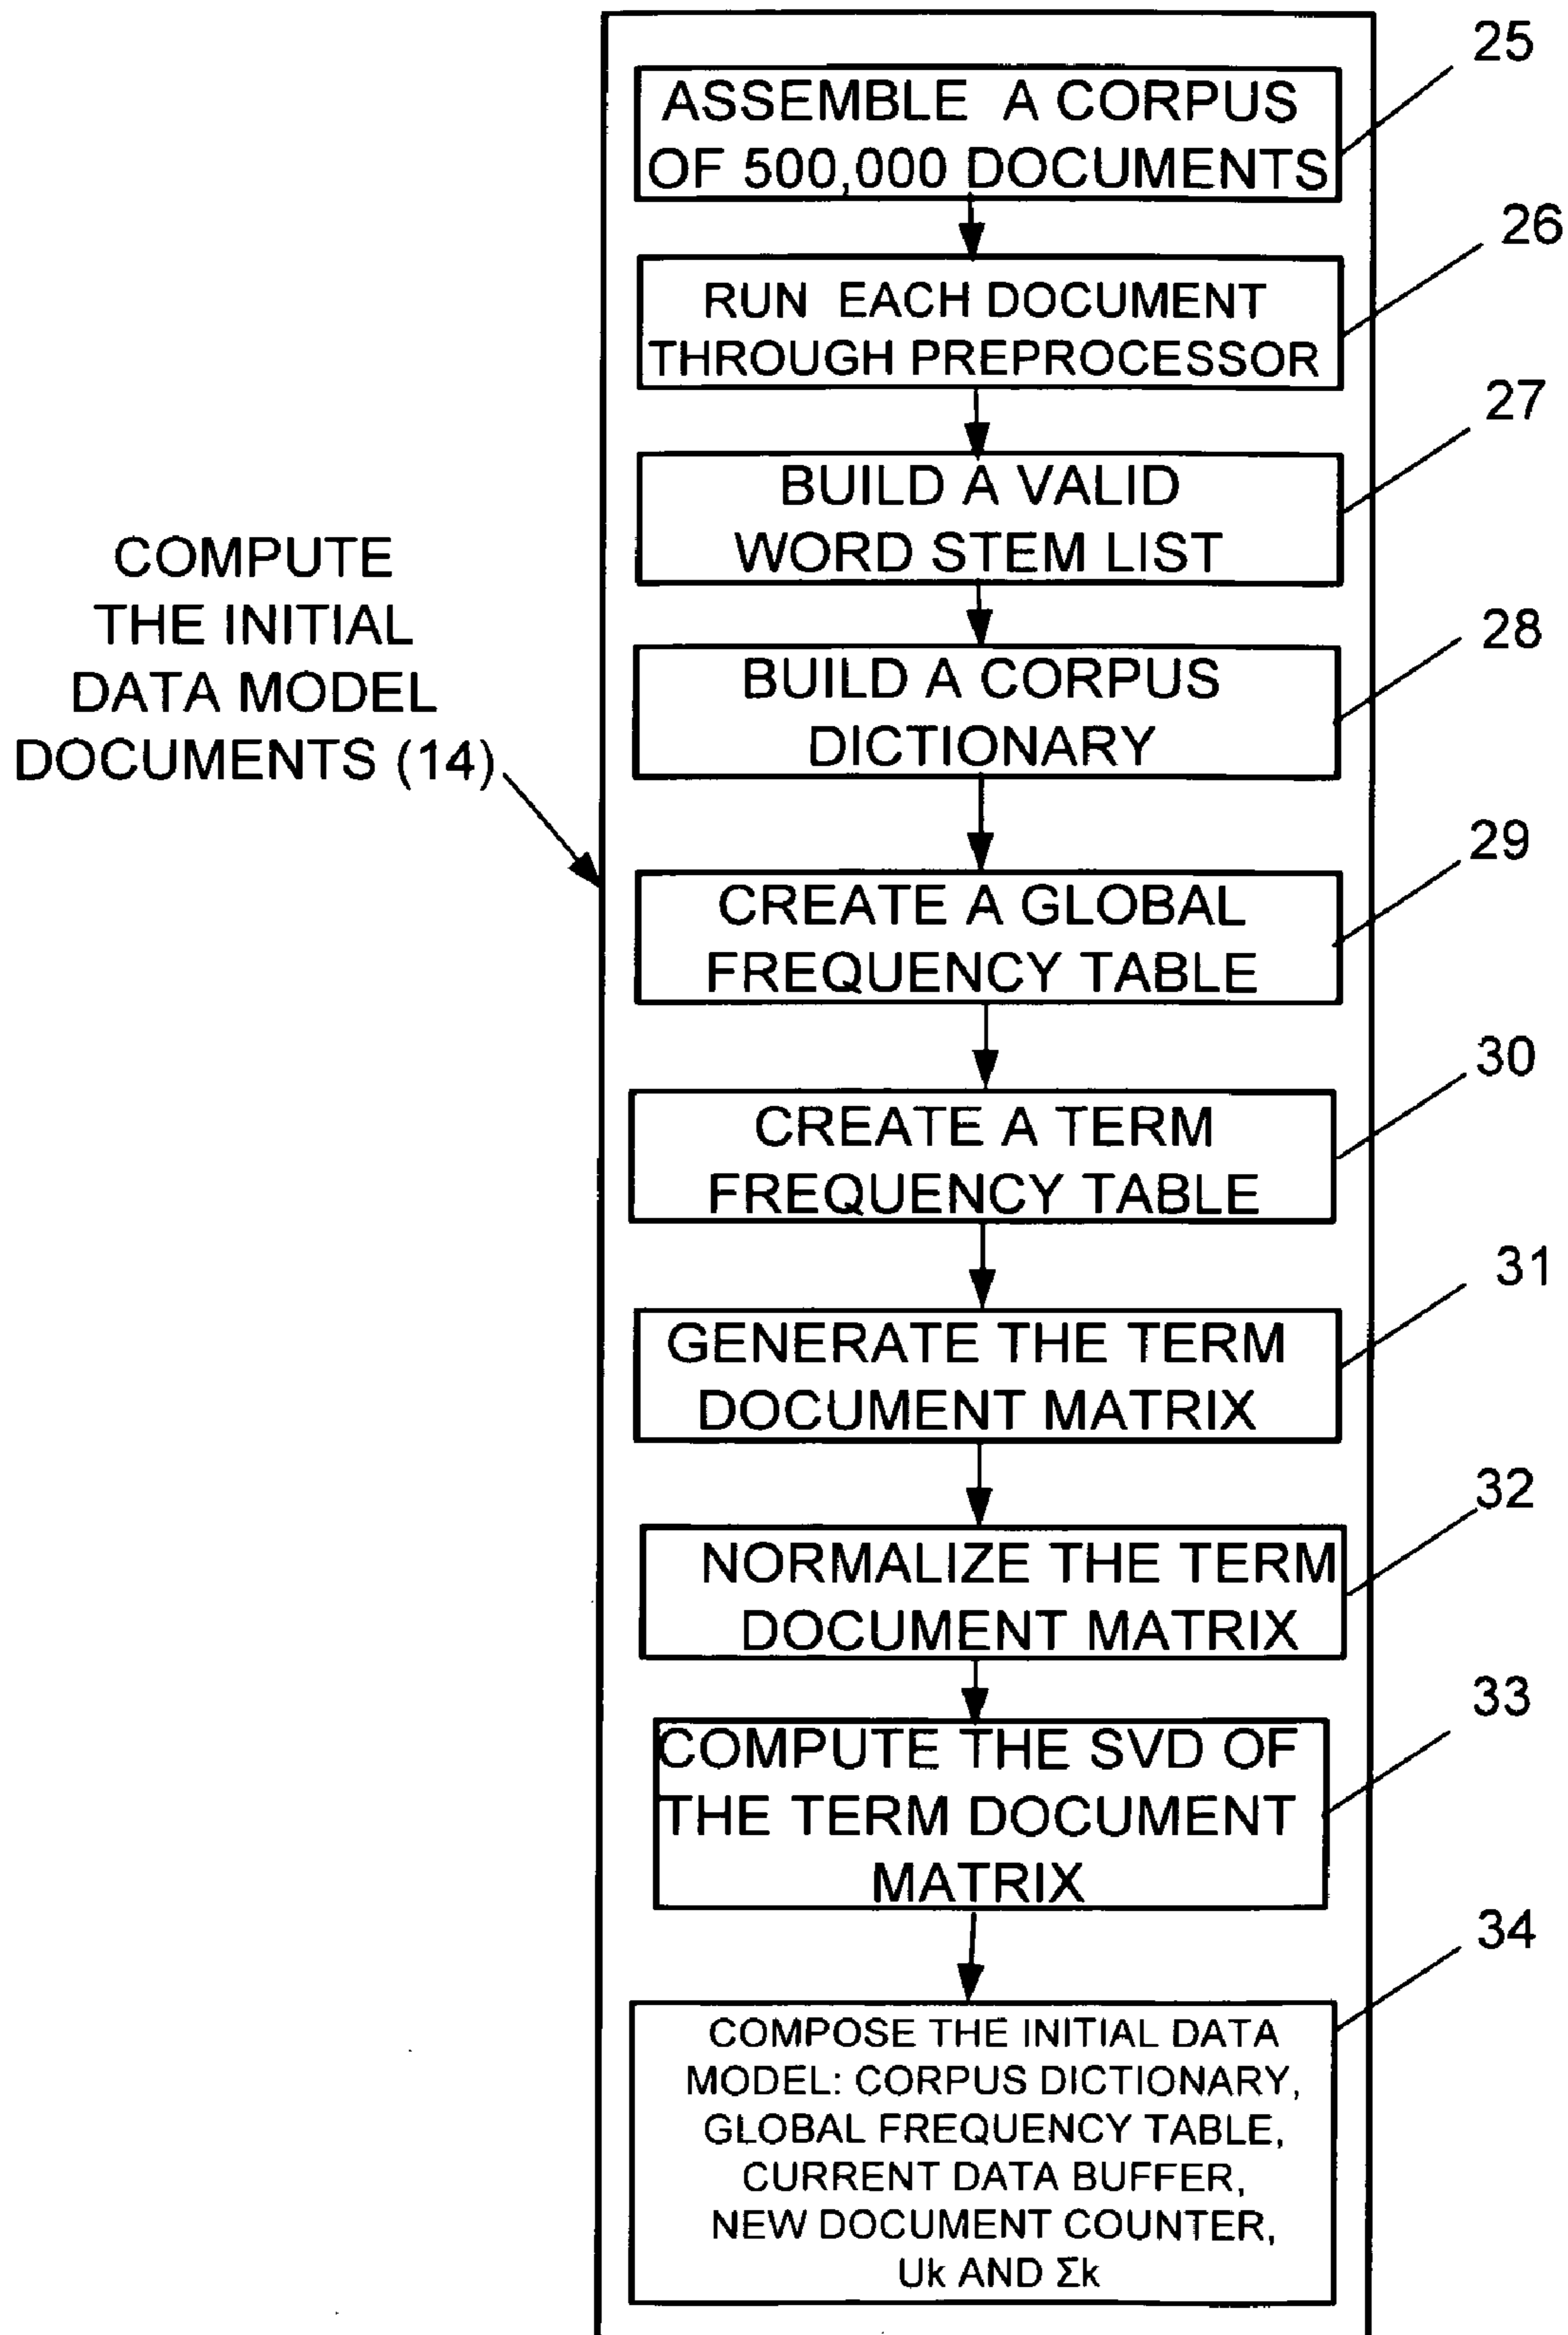 25
ASSEMBLE A CORPUS
OF 500,000 DOCUMENTS
26
RUN EACH DOCUMENT
THROUGH PREPROCESSOR
27
BUILD A VALID
WORD STEM LIST
COMPUTE
THE INITIAL
DATA MODEL
DOCUMENTS (14)
28
BUILD A CORPUS
DICTIONARY
29
CREATE A GLOBAL
FREQUENCY TABLE
30
CREATE A TERM
FREQUENCY TABLE
31
GENERATE THE TERM
DOCUMENT MATRIX
32
NORMALIZE THE TERM
DOCUMENT MATRIX
33
COMPUTE THE SVD OF
THE TERM DOCUMENT
MATRIX
34
COMPOSE THE INITIAL DATA
MODEL: CORPUS DICTIONARY,
GLOBAL FREQUENCY TABLE,
CURRENT DATA BUFFER,
NEW DOCUMENT COUNTER,
Uk AND Σk